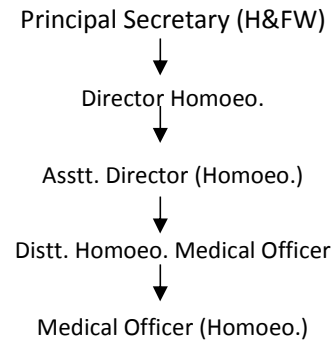 Principal Secretary (H&FW)
Director Homoeo.
Asstt. Director (Homoeo.)
Distt. Homoeo. Medical Officer
Medical Officer (Homoeo.)